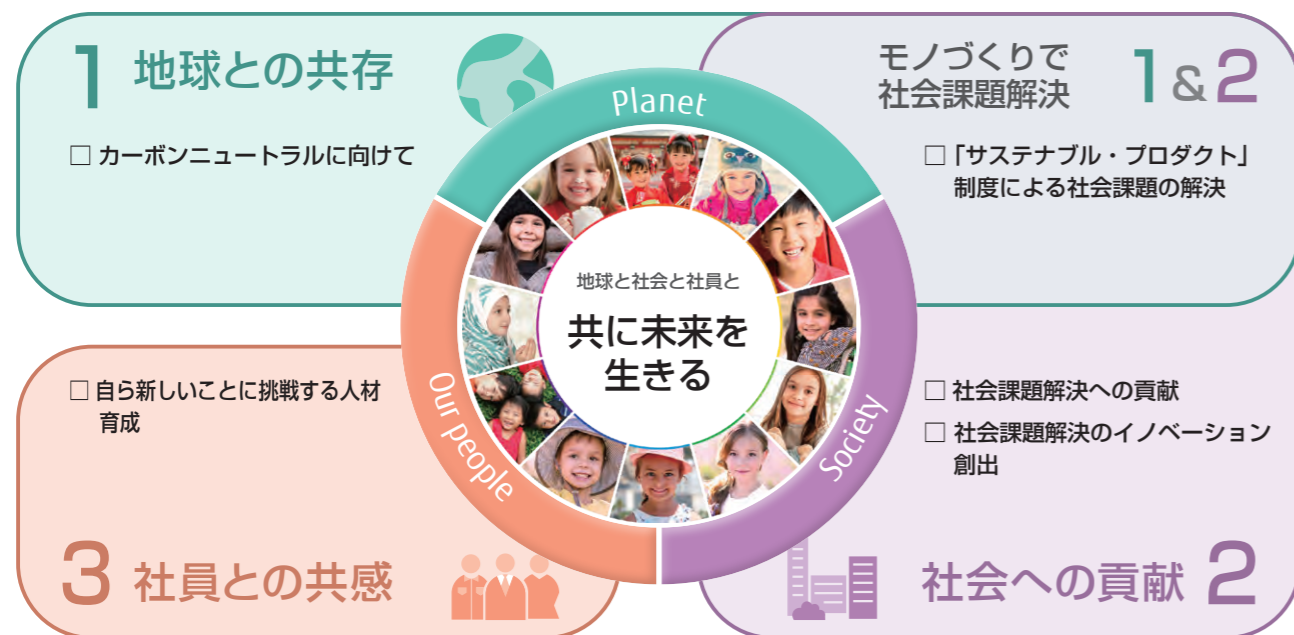 1 地球との共存
□ カーボンニュートラルに向けて
モノづくりで
社会課題解決
1 & 2
□「サステナブル・プロダクト」
制度による社会課題の解決
Planet
Society
Our people
地球と社会と社員と
共に未来を
生きる
□ 自ら新しいことに挑戦する人材
育成
3 社員との共感
□ 社会課題解決への貢献
□ 社会課題解決のイノベーション
創出
社会への貢献 2